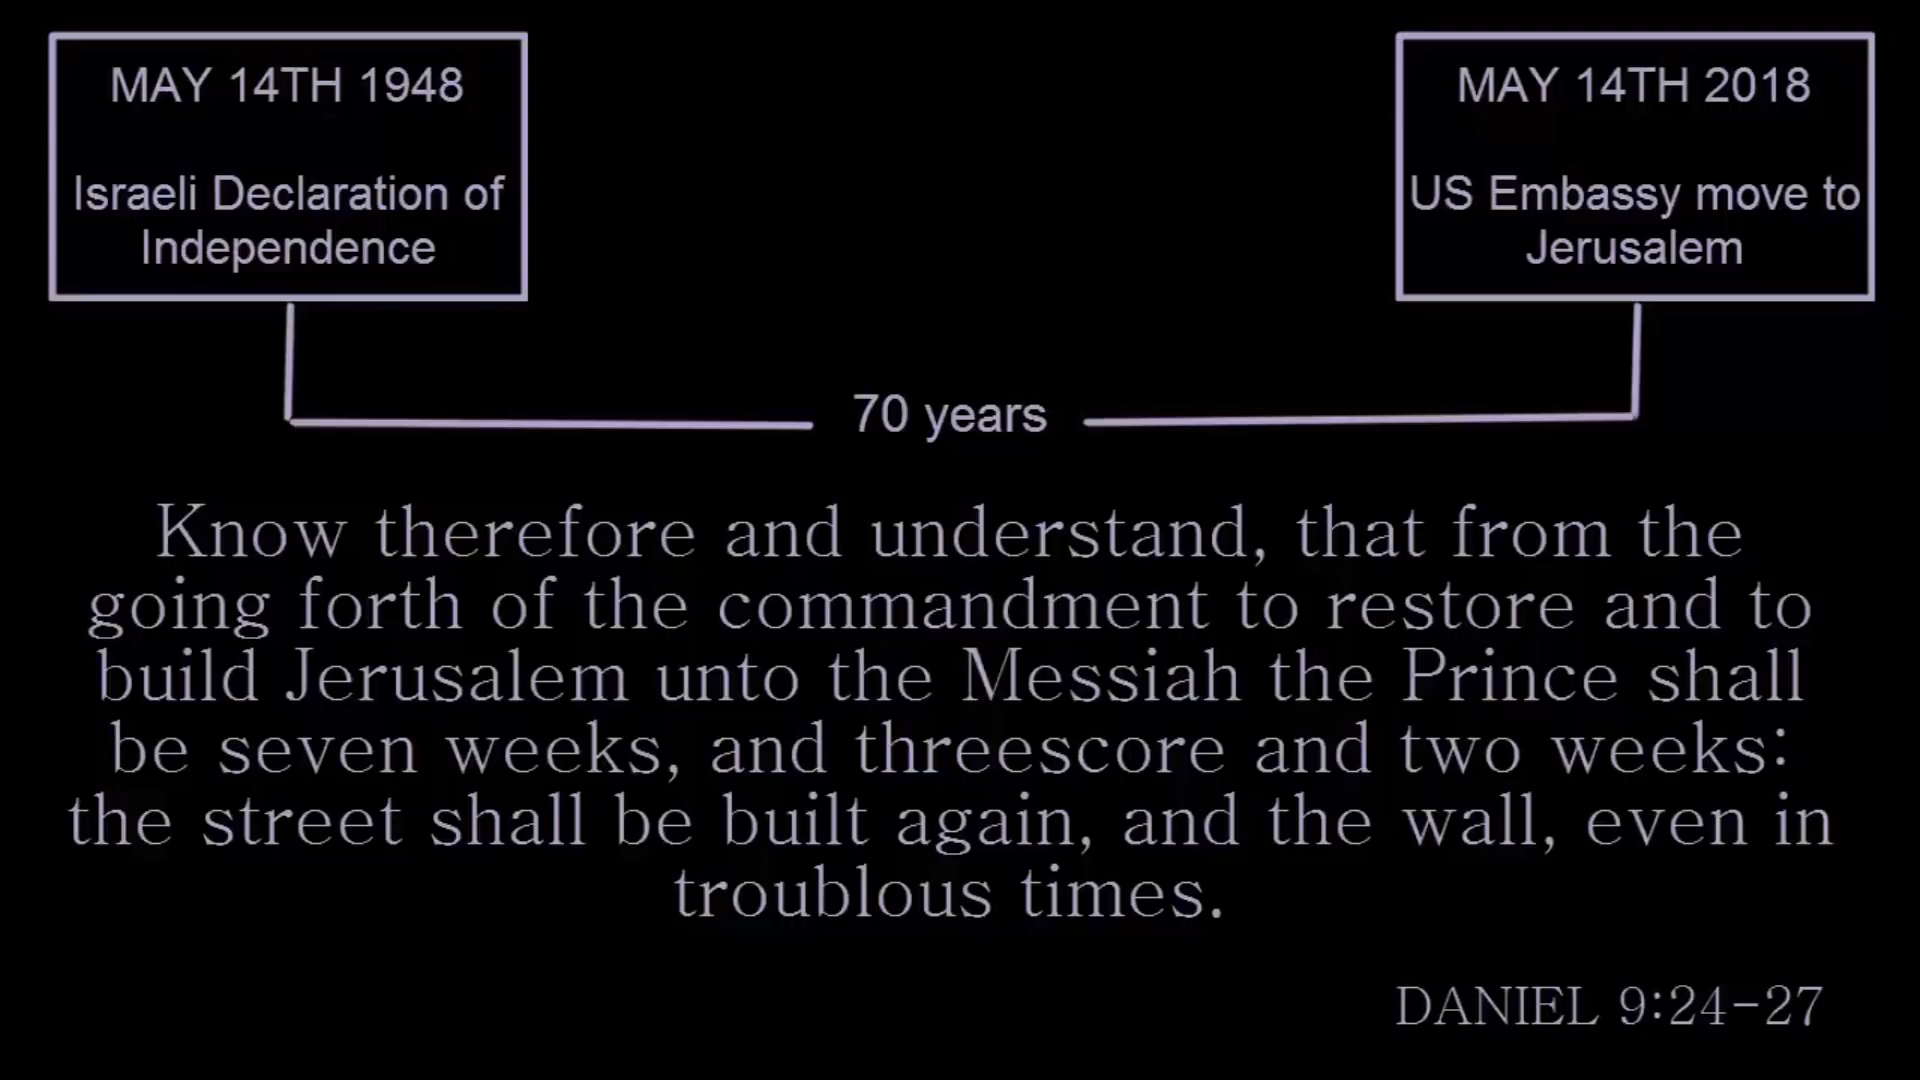 MAY 14TH 1948
Israeli Declaration of
Independence
MAY 14TH 2018
US Embassy move to
Jerusalem
70 years
Know therefore and understand, that from the
going forth of the commandment to restore and to
build Jerusalem unto the Messiah the Prince shall
be seven weeks, and threescore and two weeks:
the street shall be built again, and the wall, even in
troublous times.
DANIEL 9:24-27